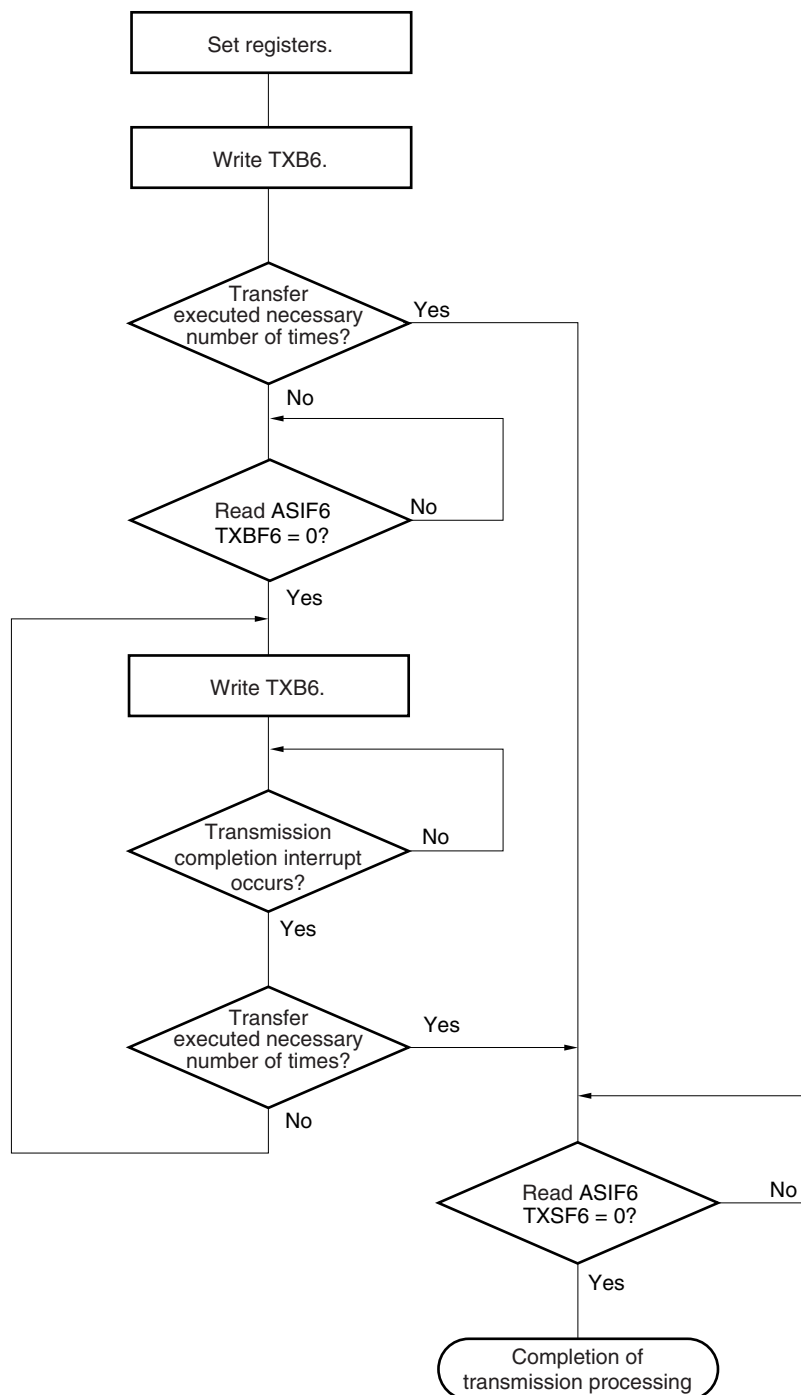 Set registers.
Write TXB6.
Transfer
executed necessary
number of times?
Yes
No
Read ASIF6
TXBF6 = 0?
No
Yes
Write TXB6.
Transmission
completion interrupt
occurs?
No
Yes
Transfer
executed necessary
number of times?
Yes
No
Read ASIF6
TXSF6 = 0?
No
Yes
Completion of
transmission processing